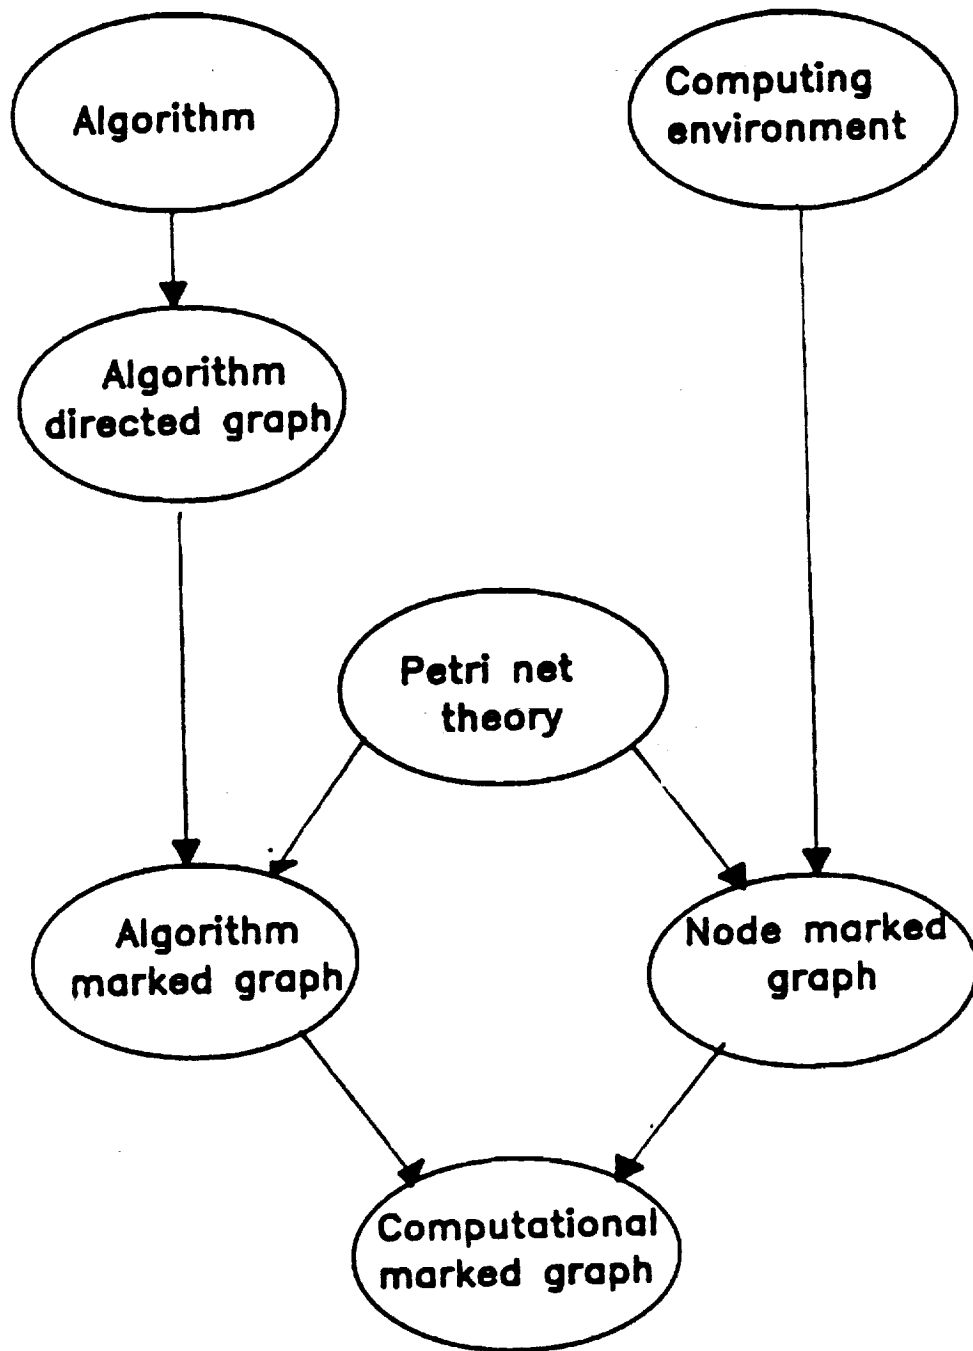 Algorithm
Computing
environment
Algorithm
directed graph
Petri net
theory
Algorithm
marked graph
Node marked
graph
Computational
marked graph